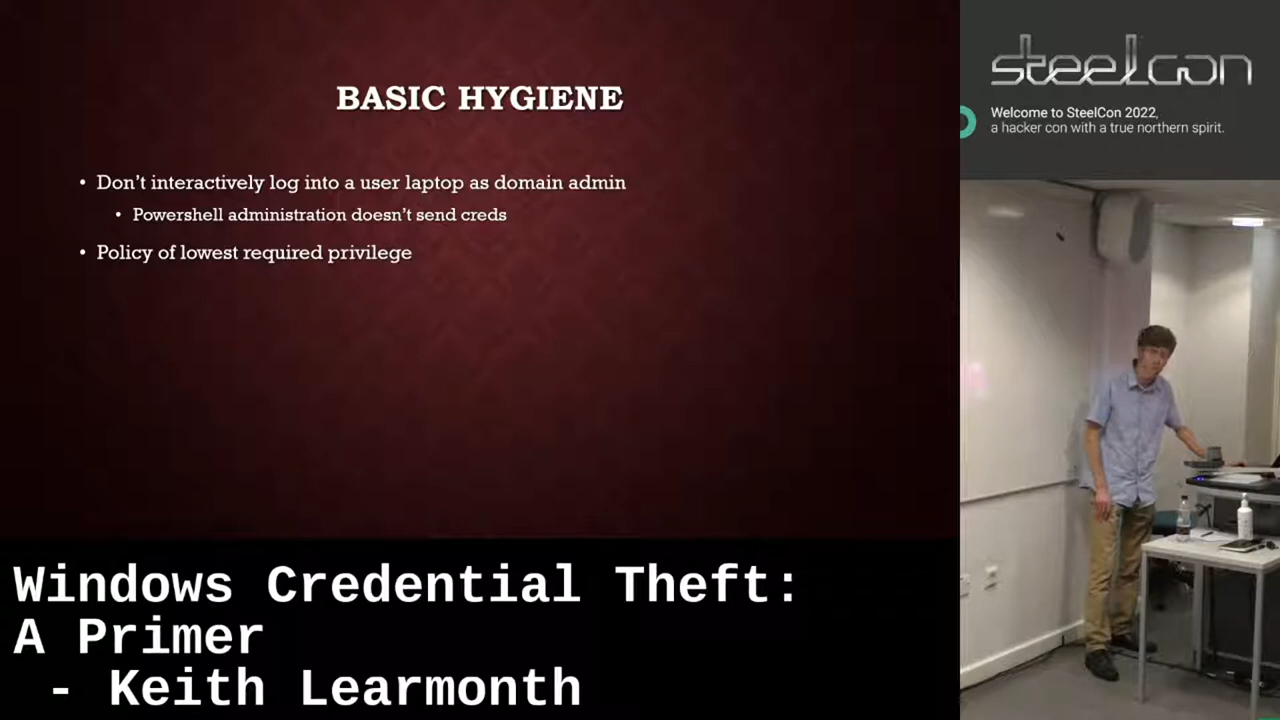 BASIC HYGIENE
• Don't interactively log into a user laptop as domain admin
• Powershell administration doesn't send creds
• Policy of lowest required privilege
Windows Credential Theft:
A Primer
- Keith Learmonth
steelcon
Welcome to SteelCon 2022,
a hacker con with a true northern spirit.